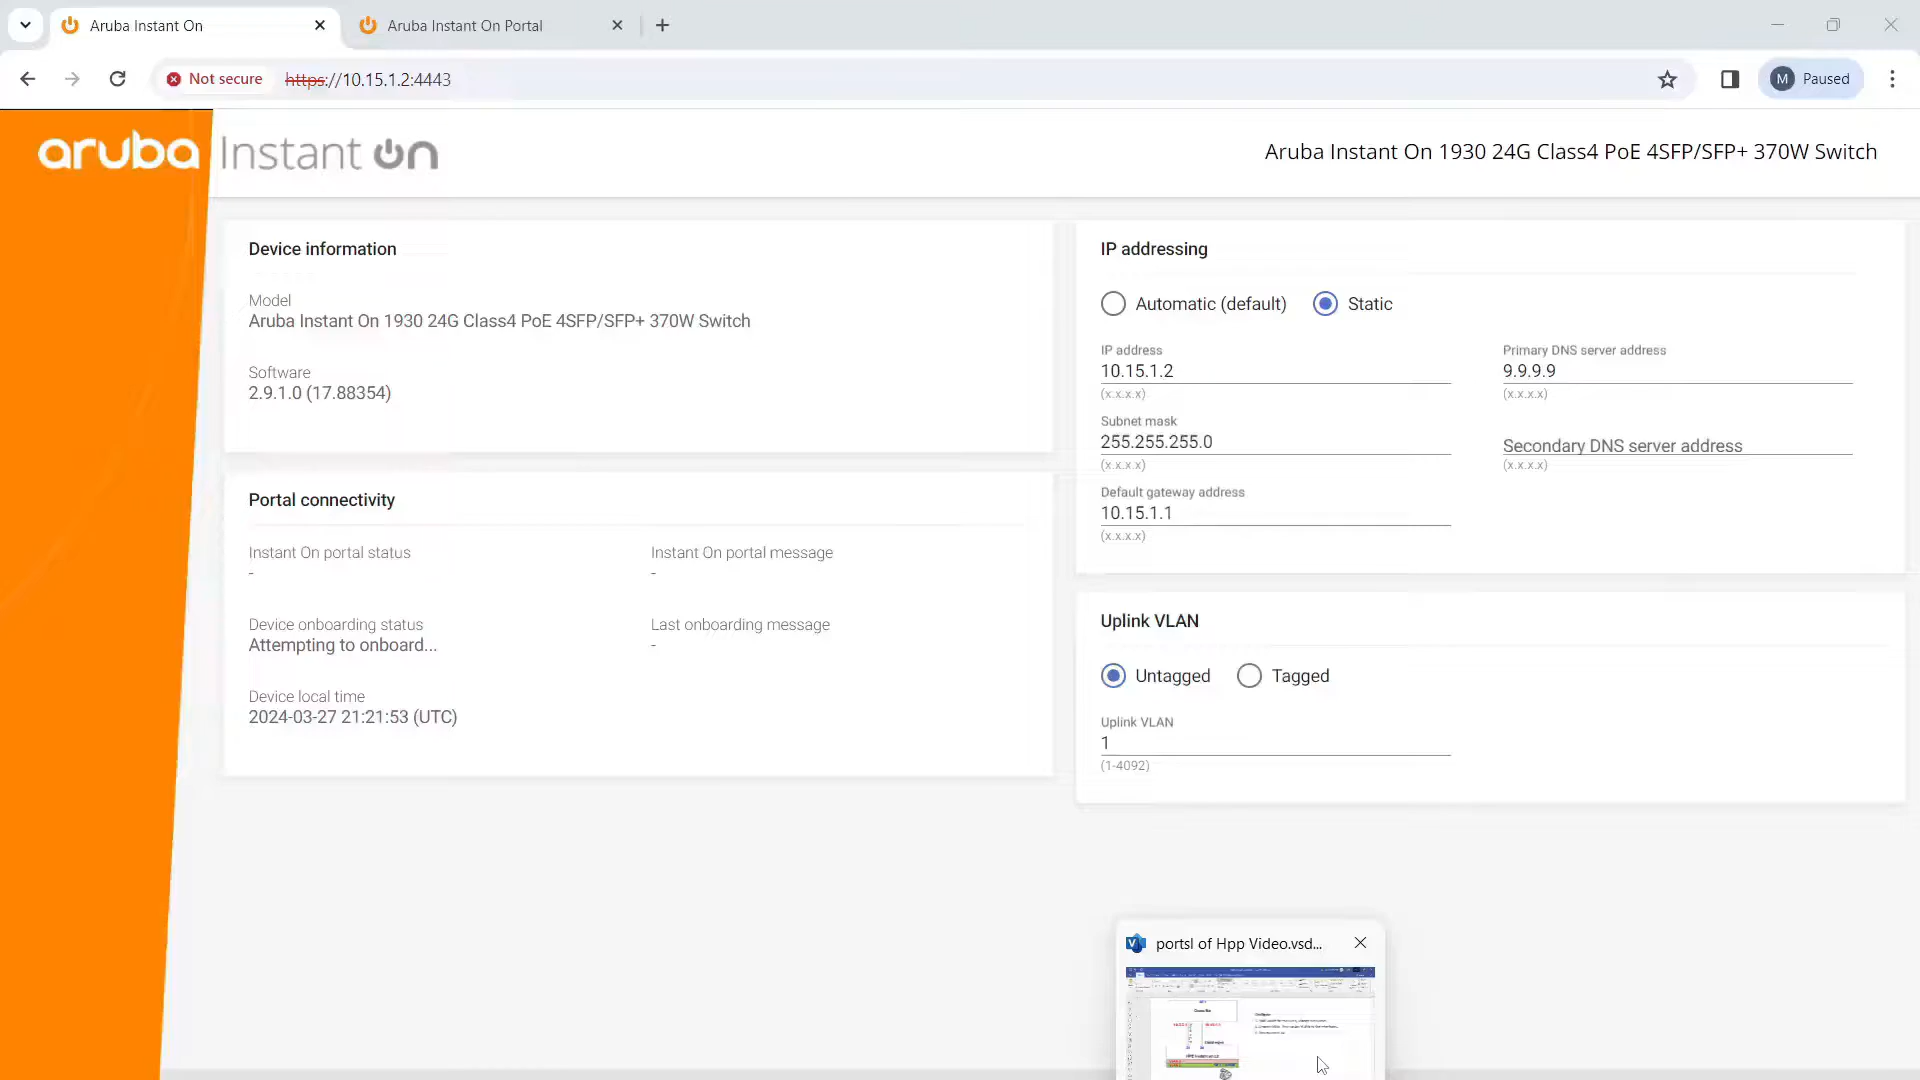 Aruba Instant On
Aruba Instant On Portal
Not secure
https://10.15.1.2:4443
M
Paused
aruba Instant On
Aruba Instant On 1930 24G Class4 PoE 4SFP/SFP+ 370W Switch
Device information
Model
Aruba Instant On 1930 24G Class4 PoE 4SFP/SFP+ 370W Switch
Software
2.9.1.0 (17.88354)
Portal connectivity
Instant On portal status
-
Instant On portal message
-
Device onboarding status
Attempting to onboard...
Last onboarding message
-
Device local time
2024-03-27 21:21:53 (UTC)
IP addressing
Automatic (default)
Static
IP address
10.15.1.2
(x.x.x.x)
Primary DNS server address
9.9.9.9
(x.x.x.x)
Subnet mask
255.255.255.0
(x.x.x.x)
Secondary DNS server address
(x.x.x.x)
Default gateway address
10.15.1.1
(x.x.x.x)
Uplink VLAN
Untagged
Tagged
Uplink VLAN
1
(1-4092)
portsl of Hpp Video.vsd...